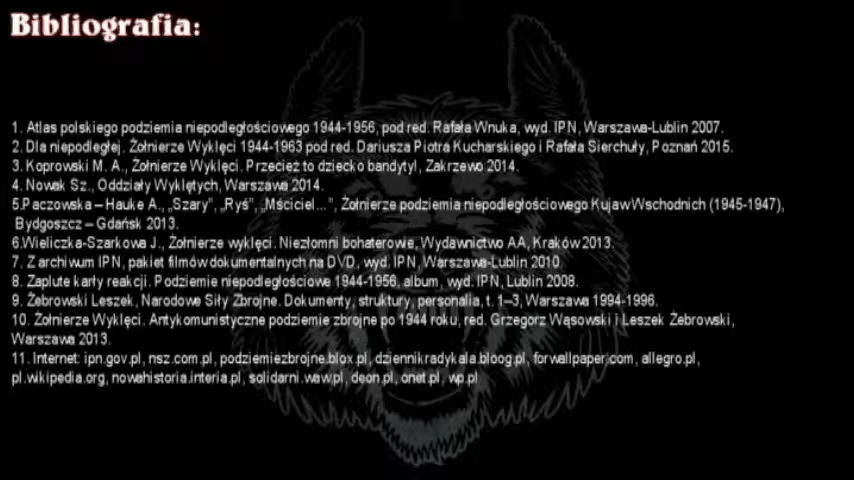 Bibliografia:
1. Atlas polskiego podziemia niepodległościowego 1944-1956, pod red. Rafała Wnuka, wyd. IPN, Warszawa-Lublin 2007.
2. Dla niepodległej. Żołnierze Wyklęci 1944-1963 pod red. Dariusza Piotra Kucharskiego i Rafała Sierchuły, Poznań 2015.
3. Koprowski M. A., Żołnierze Wyklęci. Przecież to dziecko bandyty!, Zakrzewo 2014.
4. Nowak Sz., Oddziały Wyklętych, Warszawa 2014.
5.Paczowska – Hauke A., „Szary”, „Ryś”, „Mściciel...”, Żołnierze podziemia niepodległościowego Kujaw Wschodnich (1945-1947),
Bydgoszcz – Gdańsk 2013.
6.Wieliczka-Szarkowa J., Żołnierze wyklęci. Niezłomni bohaterowie, Wydawnictwo AA, Kraków 2013.
7. Z archiwum IPN, pakiet filmów dokumentalnych na DVD, wyd. IPN, Warszawa-Lublin 2010
8. Zaplute karły reakcji. Podziemie niepodległościowe 1944-1956, album, wyd. IPN, Lublin 2008.
9. Żebrowski Leszek, Narodowe Siły Zbrojne. Dokumenty, struktury, personalia, t. 1–3, Warszawa 1994-1996.
10. Żołnierze Wyklęci. Antykomunistyczne podziemie zbrojne po 1944 roku, red. Grzegorz Wąsowski i Leszek Żebrowski,
Warszawa 2013.
11. Internet: ipn.gov.pl, nsz.com.pl, podziemiezbrojne.blox.pl, dziennikradykala.bloog.pl, forwallpaper.com, allegro.pl,
pl.wikipedia.org, nowahistoria.interia.pl, solidarni.waw.pl, deon.pl, onet.pl, wp.pl